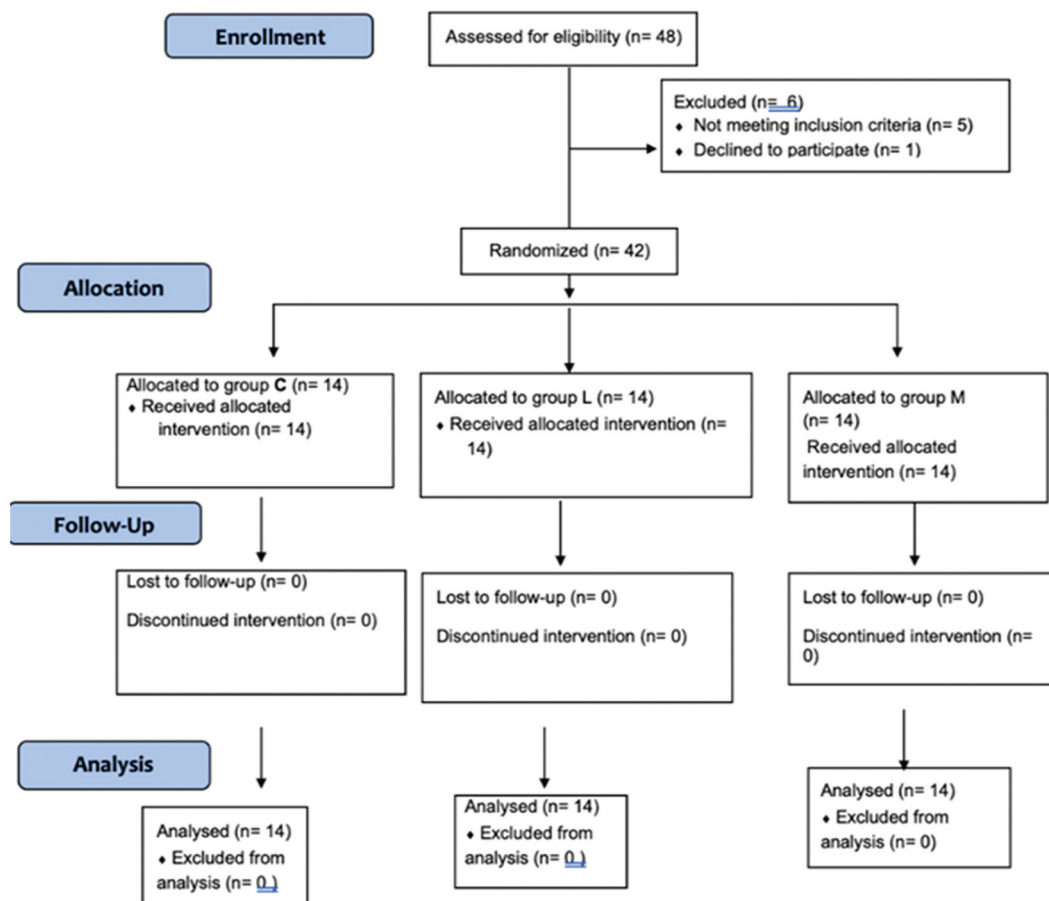 Enrollment
Assessed for eligibility (n= 48)
Excluded (n=  6)
♦ Not meeting inclusion criteria (n= 5)
♦ Declined to participate (n= 1)
Randomized (n= 42)
Allocation
Allocated to group C (n= 14)
♦ Received allocated
intervention (n= 14)
Allocated to group L (n= 14)
♦ Received allocated intervention (n=
14)
Allocated to group M
(n= 14)
Received allocated
intervention (n= 14)
Follow-Up
Lost to follow-up (n= 0)
Discontinued intervention (n= 0)
Lost to follow-up (n= 0)
Discontinued intervention (n= 0)
Lost to follow-up (n= 0)
Discontinued intervention (n=
0)
Analysis
Analysed (n= 14)
♦ Excluded from
analysis (n= 0 )
Analysed (n= 14)
♦ Excluded from
analysis (n= 0 )
Analysed (n= 14)
♦ Excluded from
analysis (n= 0)